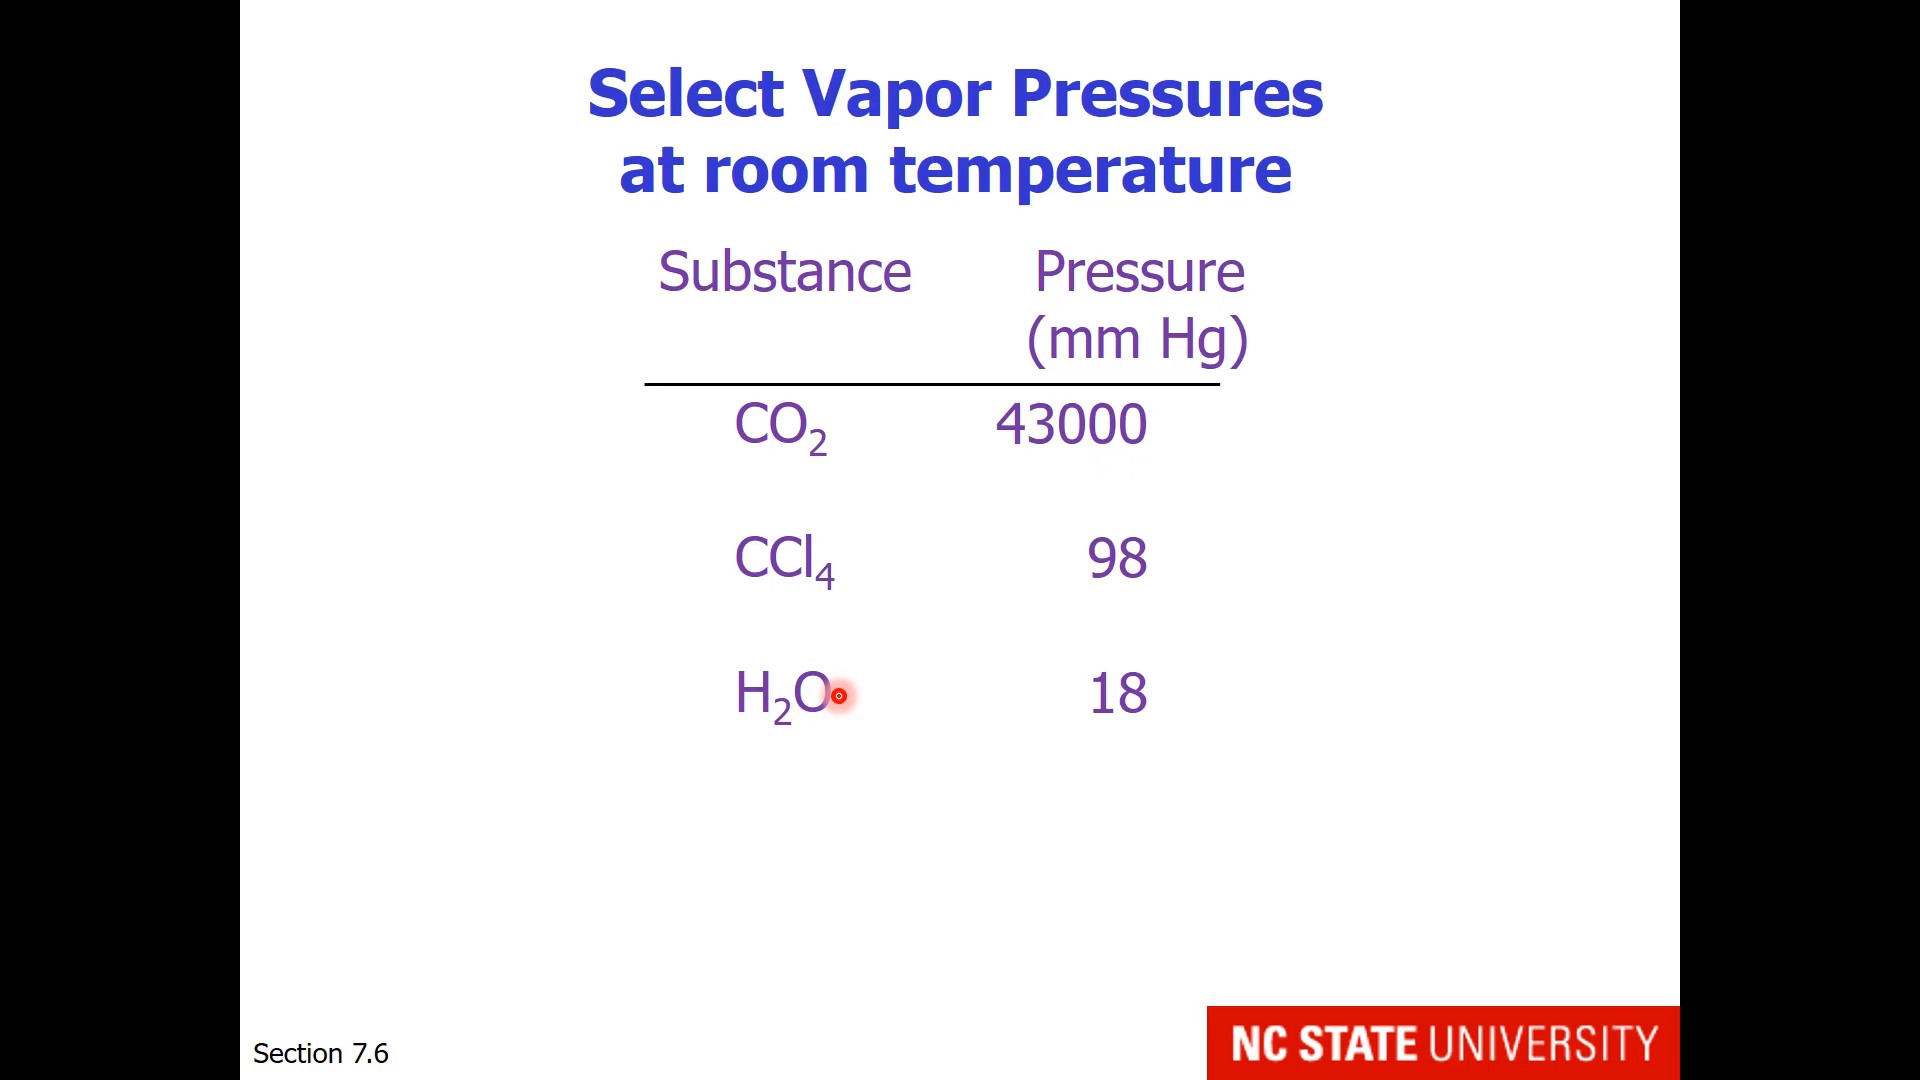 Select Vapor Pressures
at room temperature
Substance Pressure
(mm Hg)
CO₂ 43000
CCl₄ 98
H₂O 18
Section 7.6
NC STATE UNIVERSITY